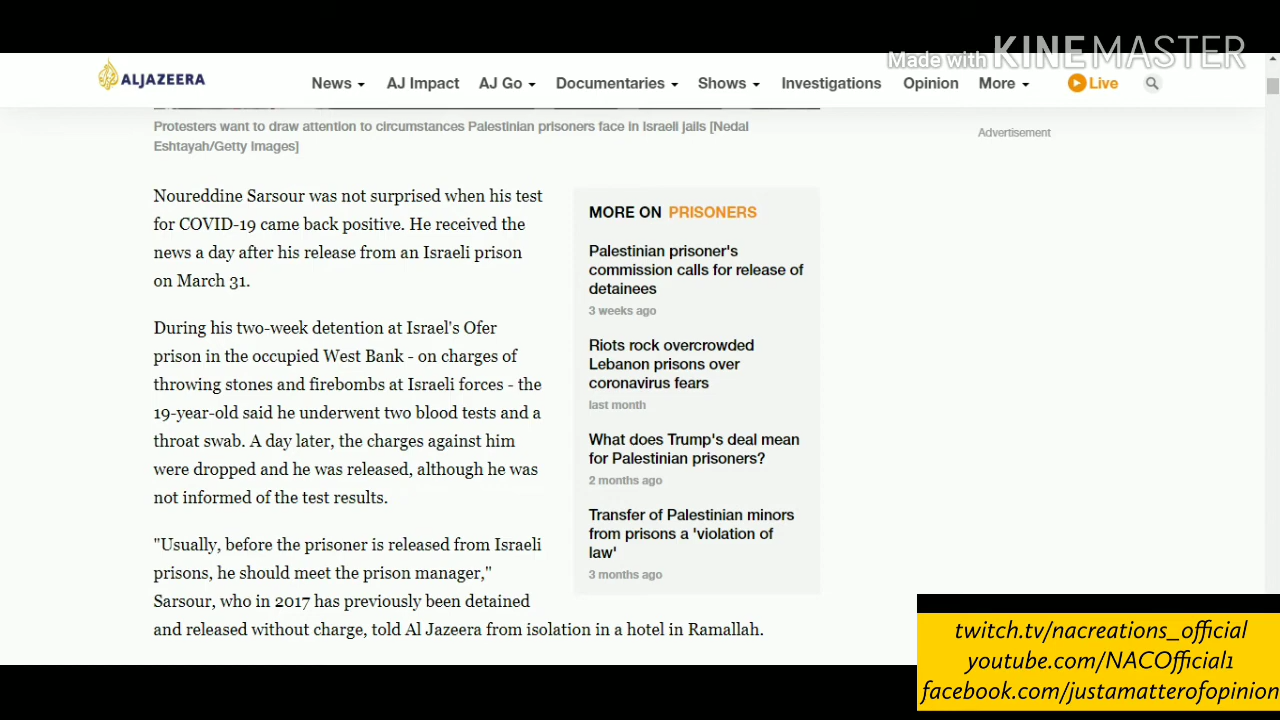 Made with KINEMASTER
ALJAZEERA
News AJ Impact AJ Go Documentaries Shows Investigations Opinion More Live
Protesters want to draw attention to circumstances Palestinian prisoners face in Israeli jails [Nedal
Eshtayah/Getty Images]
Advertisement
Noureddine Sarsour was not surprised when his test
for COVID-19 came back positive. He received the
news a day after his release from an Israeli prison
on March 31.
During his two-week detention at Israel's Ofer
prison in the occupied West Bank - on charges of
throwing stones and firebombs at Israeli forces - the
19-year-old said he underwent two blood tests and a
throat swab. A day later, the charges against him
were dropped and he was released, although he was
not informed of the test results.
"Usually, before the prisoner is released from Israeli
prisons, he should meet the prison manager,"
Sarsour, who in 2017 has previously been detained
and released without charge, told Al Jazeera from isolation in a hotel in Ramallah.
MORE ON PRISONERS
Palestinian prisoner's
commission calls for release of
detainees
3 weeks ago
Riots rock overcrowded
Lebanon prisons over
coronavirus fears
last month
What does Trump's deal mean
for Palestinian prisoners?
2 months ago
Transfer of Palestinian minors
from prisons a 'violation of
law'
3 months ago
twitch.tv/nacreations_official
youtube.com/NACOfficial1
facebook.com/justamatterofopinion